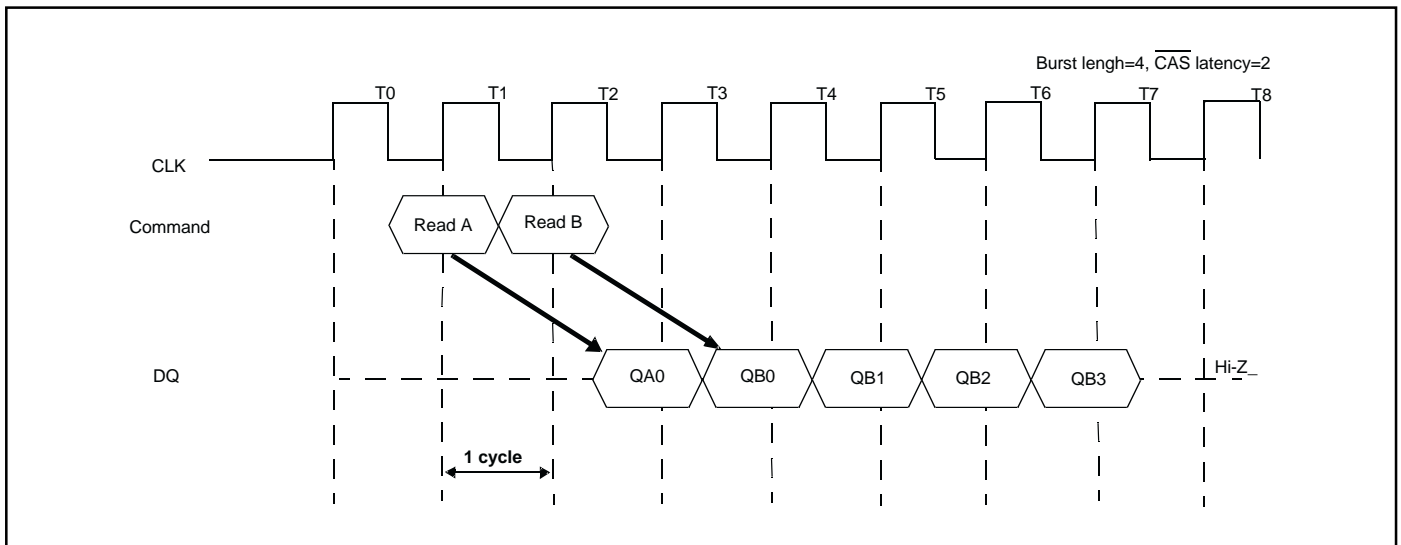 Burst lengh=4, CAS latency=2
T0 T1 T2 T3 T4 T5 T6 T7 T8
CLK
Command Read A Read B
DQ QA0 QB0 QB1 QB2 QB3 Hi-Z_
1 cycle